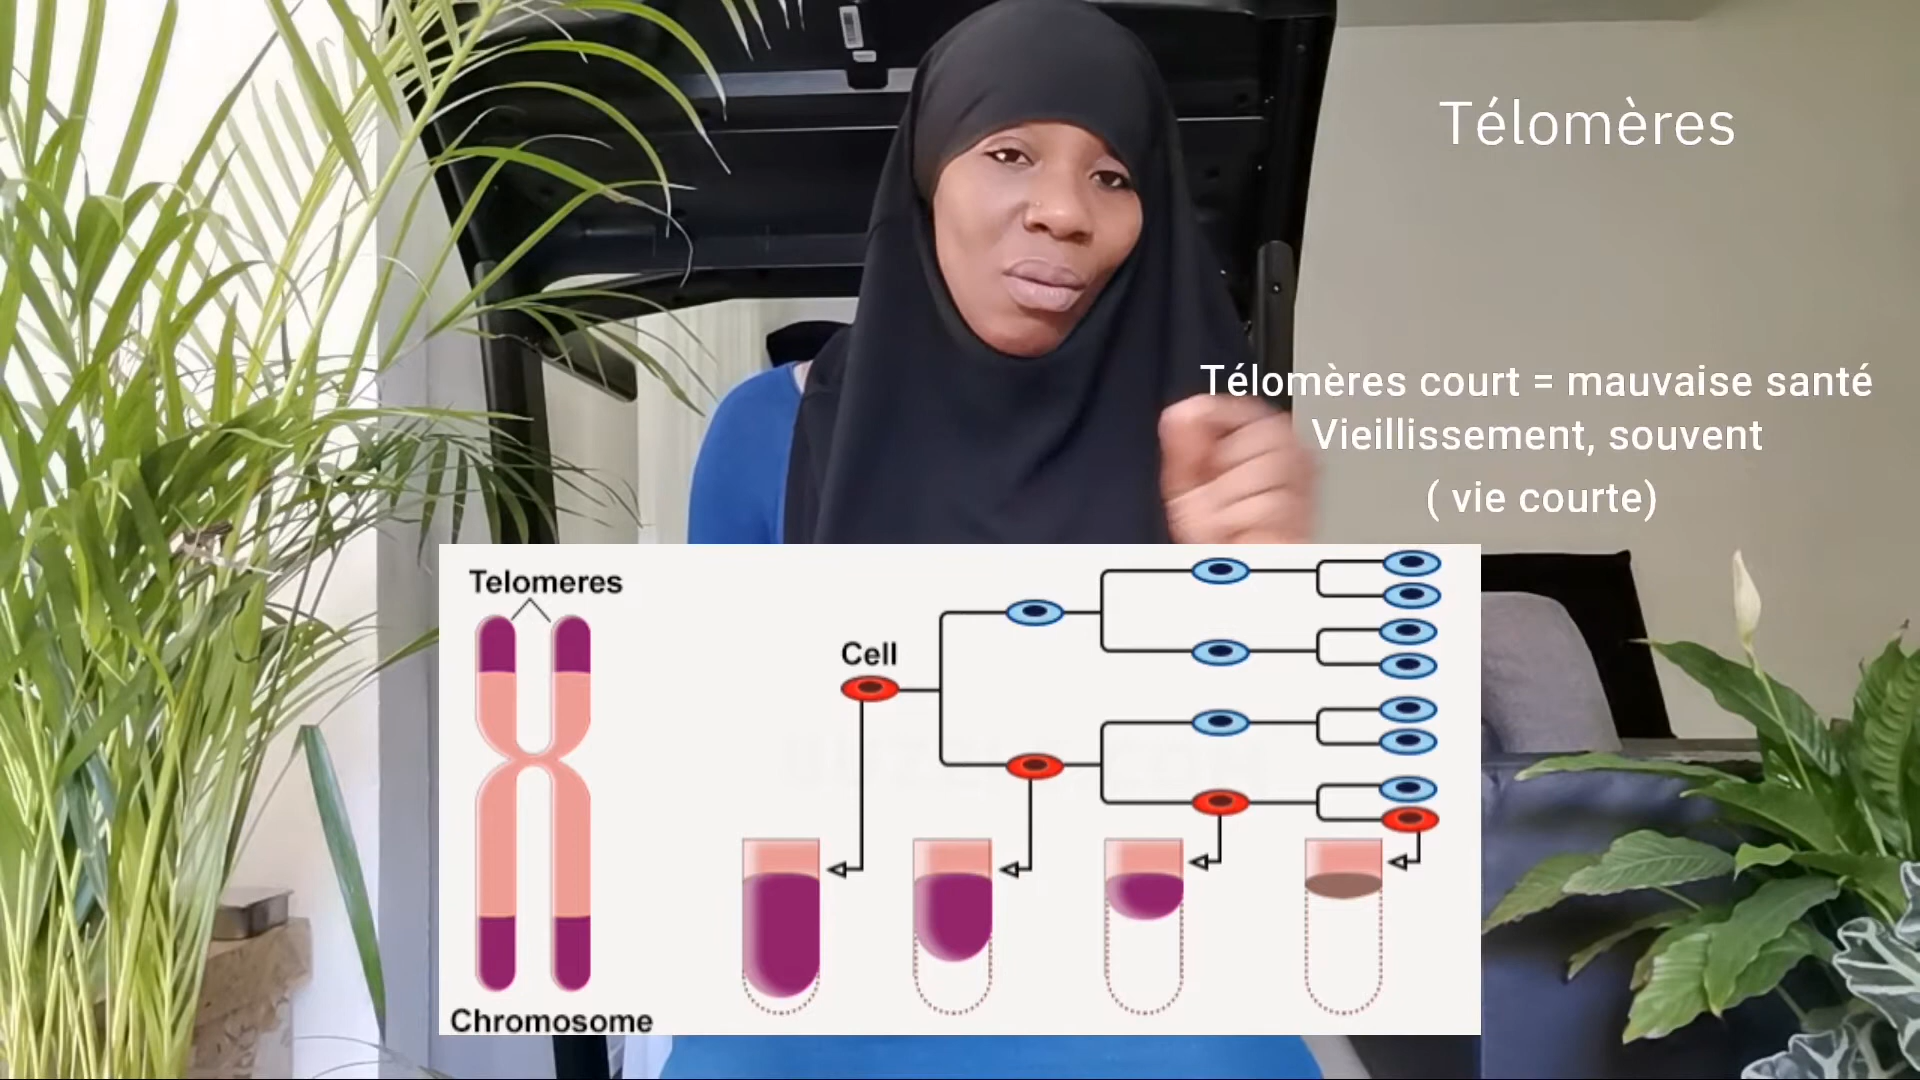 Télomères
Télomères court = mauvaise santé
Vieillissement, souvent
( vie courte)
Telomeres
Cell
Chromosome